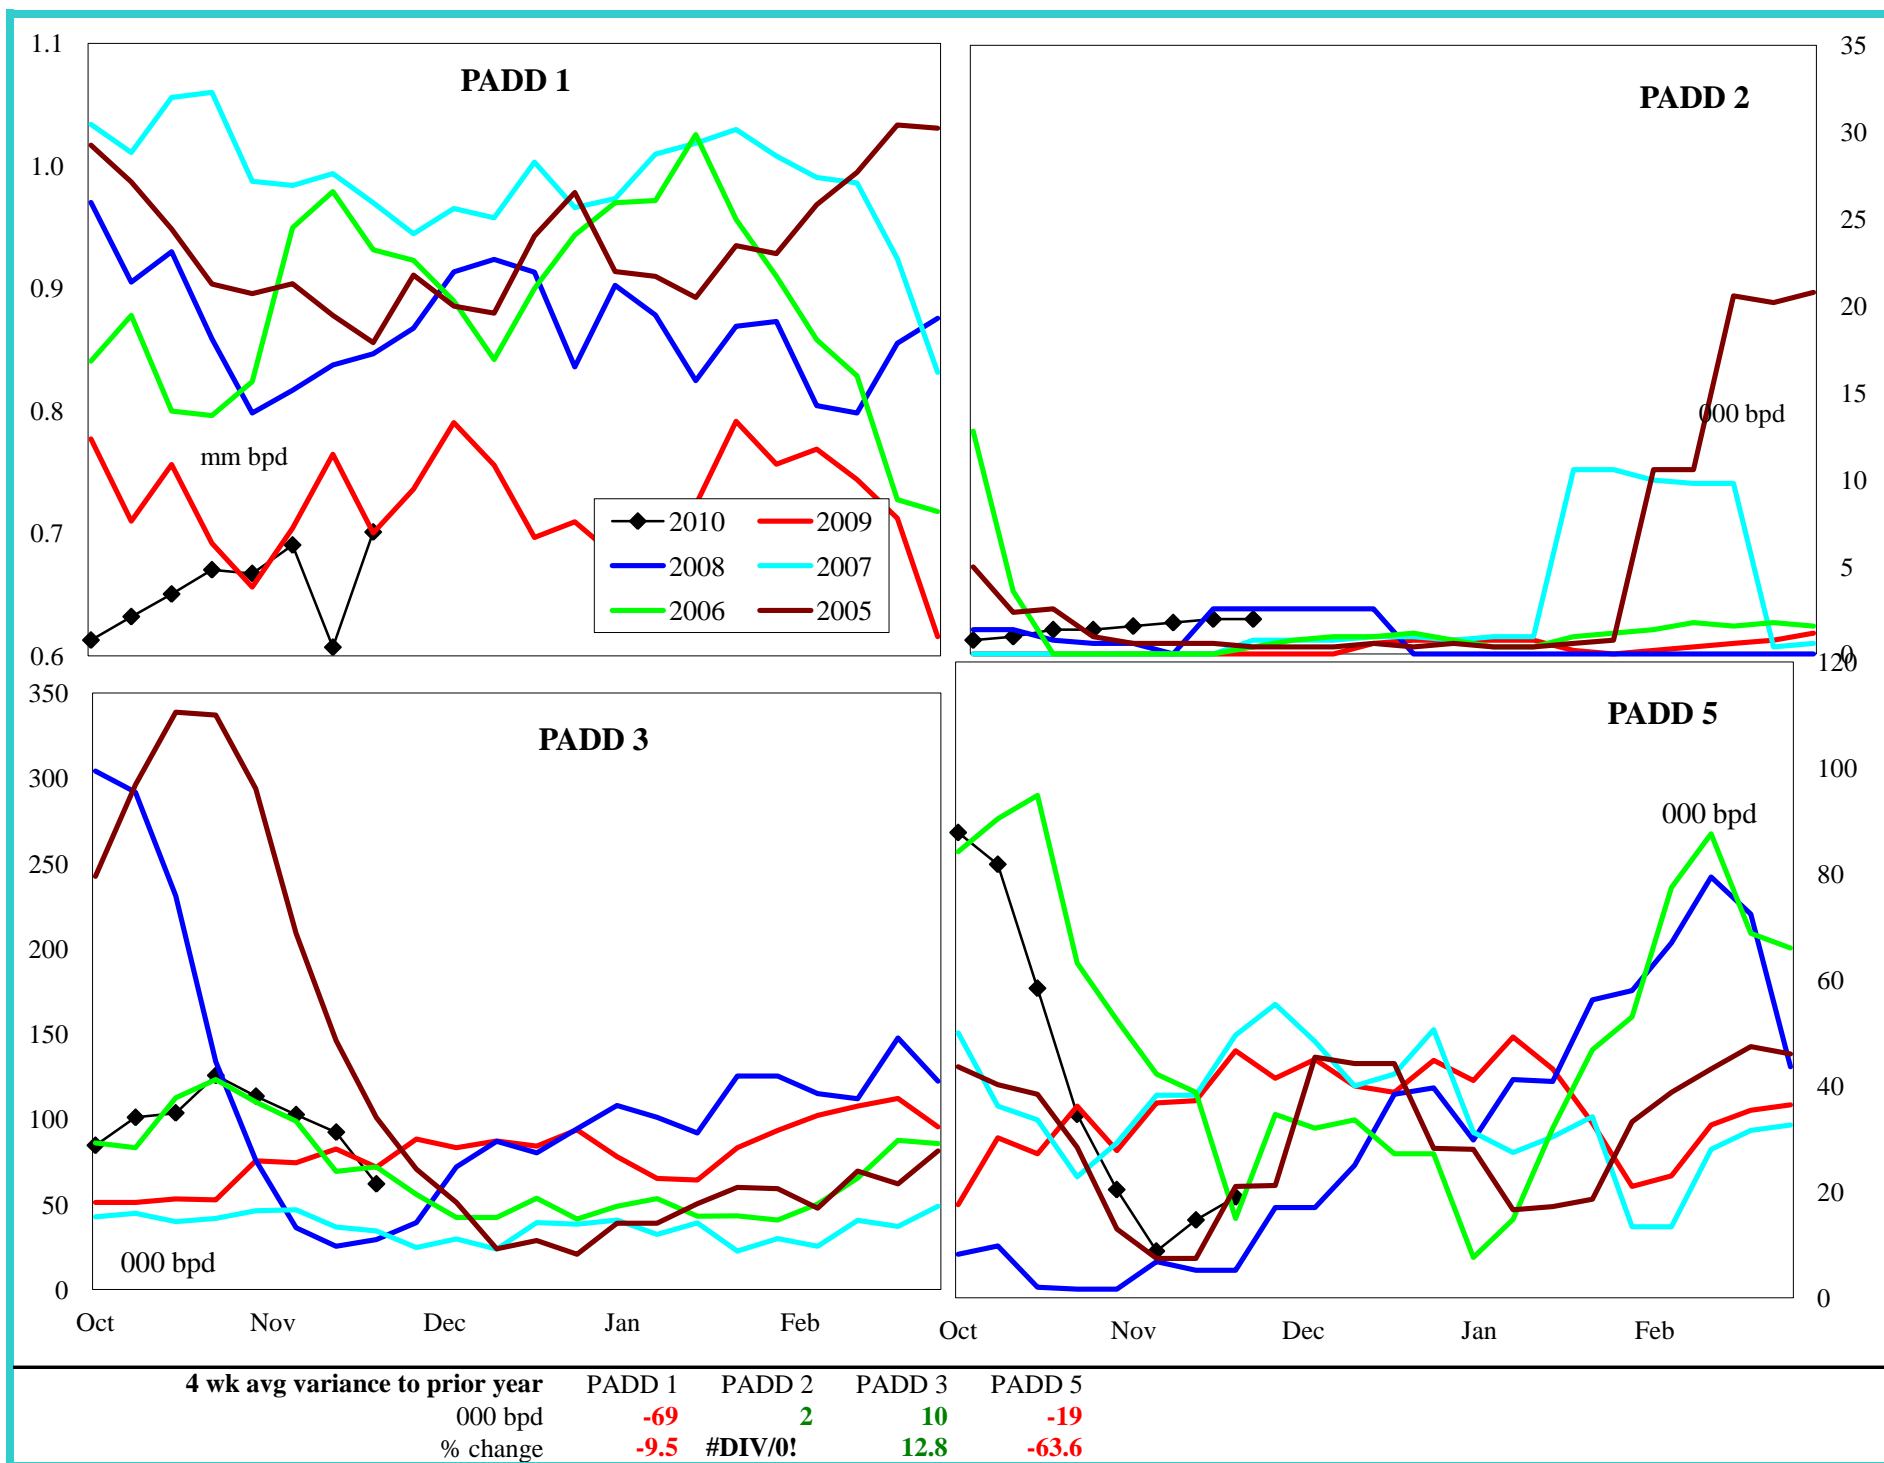 1.1
1.0
0.9
0.8
0.7
0.6
PADD 1
mm bpd
2010
2009
2008
2007
2006
2005
PADD 2
000 bpd
35
30
25
20
15
10
5
0
350
300
250
200
150
100
50
0
PADD 3
000 bpd
Oct Nov Dec Jan Feb
PADD 5
000 bpd
120
100
80
60
40
20
0
Oct Nov Dec Jan Feb
4 wk avg variance to prior year PADD 1 PADD 2 PADD 3 PADD 5
000 bpd -69 2 10 -19
% change -9.5 #DIV/0! 12.8 -63.6